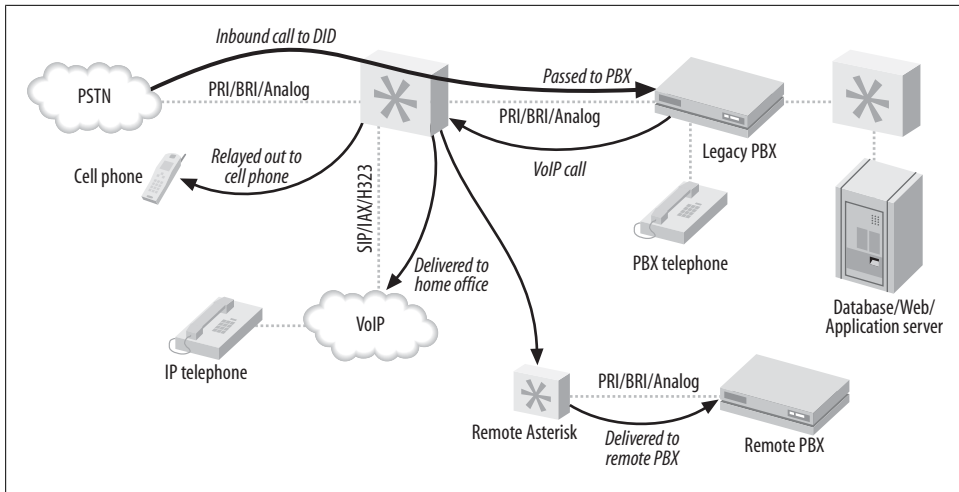 Inbound call to DID
PSTN
PRI/BRI/Analog
Passed to PBX
PRI/BRI/Analog
Legacy PBX
VoIP call
Cell phone
Relayed out to
cell phone
SIP/IAX/H323
PBX telephone
Delivered to
home office
Database/Web/
Application server
VoIP
IP telephone
PRI/BRI/Analog
Remote Asterisk
Delivered to
remote PBX
Remote PBX